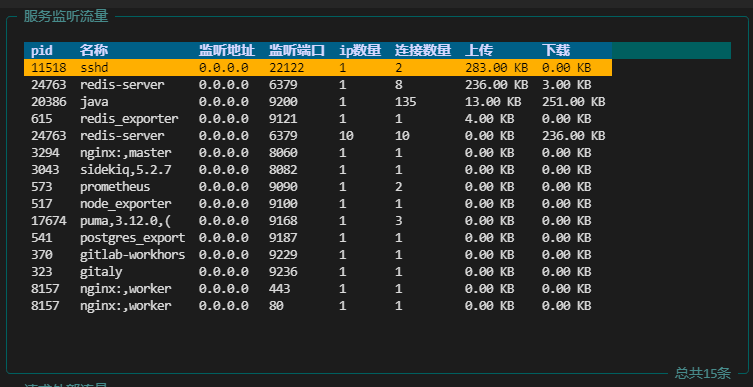 服务监听流量
pid 名称 监听地址 监听端口 ip数量 连接数量 上传 下载
11518 sshd 0.0.0.0 22122 1 2 283.00 KB 0.00 KB
24763 redis-server 0.0.0.0 6379 1 8 236.00 KB 3.00 KB
20386 java 0.0.0.0 9200 1 135 13.00 KB 251.00 KB
615 redis_exporter 0.0.0.0 9121 1 1 4.00 KB 0.00 KB
24763 redis-server 0.0.0.0 6379 10 10 0.00 KB 236.00 KB
3294 nginx:,master 0.0.0.0 8060 1 1 0.00 KB 0.00 KB
3043 sidekiq,5.2.7 0.0.0.0 8082 1 1 0.00 KB 0.00 KB
573 prometheus 0.0.0.0 9090 1 2 0.00 KB 0.00 KB
517 node_exporter 0.0.0.0 9100 1 1 0.00 KB 0.00 KB
17674 puma,3.12.0,( 0.0.0.0 9168 1 3 0.00 KB 0.00 KB
541 postgres_export 0.0.0.0 9187 1 1 0.00 KB 0.00 KB
370 gitlab-workhors 0.0.0.0 9229 1 1 0.00 KB 0.00 KB
323 gitaly 0.0.0.0 9236 1 1 0.00 KB 0.00 KB
8157 nginx:,worker 0.0.0.0 443 1 1 0.00 KB 0.00 KB
8157 nginx:,worker 0.0.0.0 80 1 1 0.00 KB 0.00 KB
总共15条